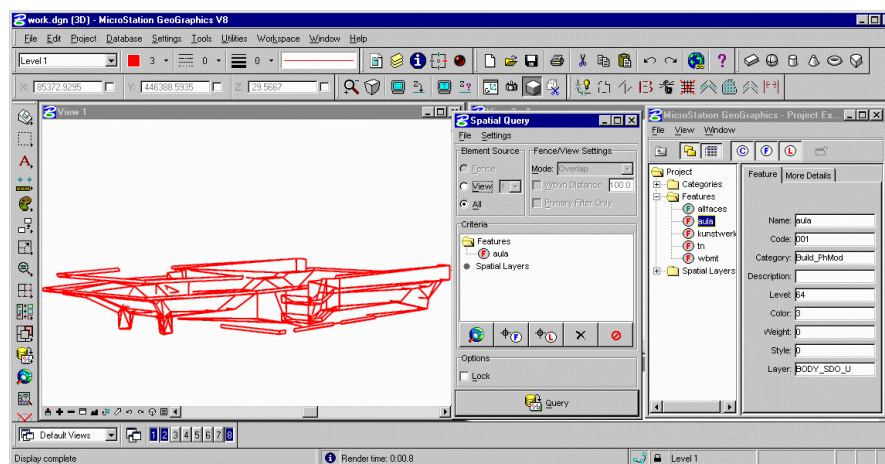 work.dgn (3D) - MicroStation GeoGraphics V8
File Edit Project Database Settings Tools Utilities Workspace Window Help
Level 1 3 0 0
X: 85372.9295 Y: 446388.5935 Z: 29.5667
View 1
Spatial Query
File Settings
Element Source
Fence
View 1
All
Fence/View Settings
Mode: Overlap
Within Distance 100.0
Primary Filter Only
Criteria
Features
aula
Spatial Layers
Options
Lock
Query
MicroStation GeoGraphics - Project Ex...
File View Window
Project
Categories
Features
allfaces
aula
kunstwerk
tn
wbmt
Spatial Layers
Feature More Details
Name: aula
Code: 001
Category: Build_PhMod
Description:
Level: 64
Color: 3
Weight: 0
Style: 0
Layer: BODY_SDO_U
Default Views 1 2 3 4 5 6 7 8
Display complete
Render time: 0:00.8
Level 1